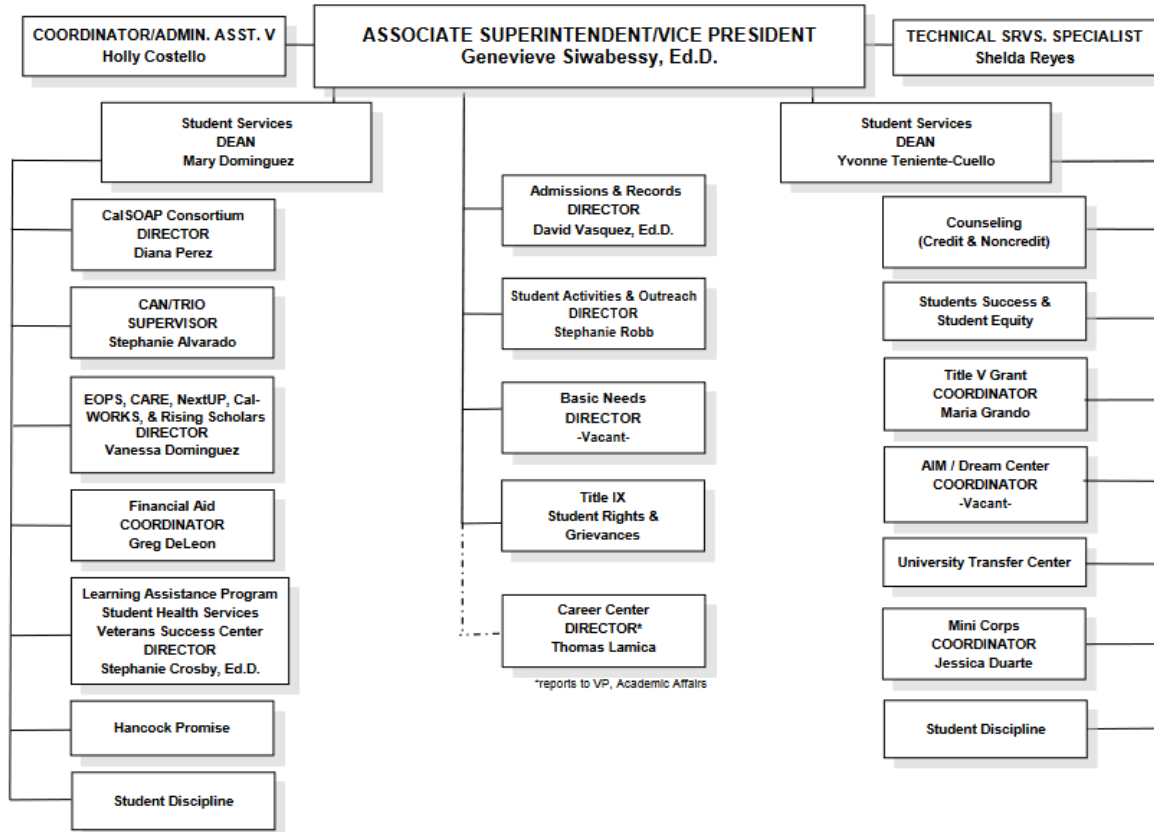 COORDINATOR/ADMIN. ASST. V
Holly Costello
ASSOCIATE SUPERINTENDENT/VICE PRESIDENT
Genevieve Siwabessy, Ed.D.
TECHNICAL SRVS. SPECIALIST
Shelda Reyes
Student Services
DEAN
Mary Dominguez
CalSOAP Consortium
DIRECTOR
Diana Perez
CAN/TRIO
SUPERVISOR
Stephanie Alvarado
EOPS, CARE, NextUP, Cal-
WORKS, & Rising Scholars
DIRECTOR
Vanessa Dominguez
Financial Aid
COORDINATOR
Greg DeLeon
Learning Assistance Program
Student Health Services
Veterans Success Center
DIRECTOR
Stephanie Crosby, Ed.D.
Hancock Promise
Student Discipline
Admissions & Records
DIRECTOR
David Vasquez, Ed.D.
Student Activities & Outreach
DIRECTOR
Stephanie Robb
Basic Needs
DIRECTOR
-Vacant-
Title IX
Student Rights &
Grievances
Career Center
DIRECTOR*
Thomas Lamica
*reports to VP, Academic Affairs
Student Services
DEAN
Yvonne Teniente-Cuello
Counseling
(Credit & Noncredit)
Students Success &
Student Equity
Title V Grant
COORDINATOR
Maria Grando
AIM / Dream Center
COORDINATOR
-Vacant-
University Transfer Center
Mini Corps
COORDINATOR
Jessica Duarte
Student Discipline